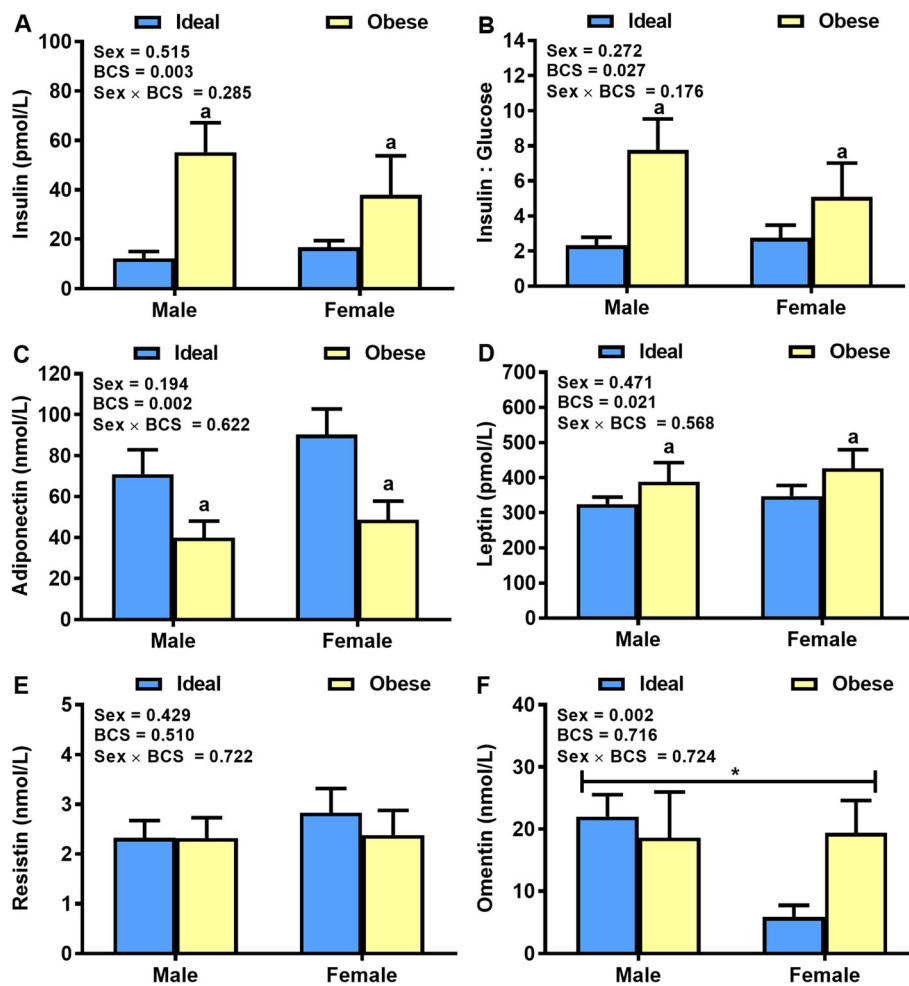 A
Ideal
Obese
Sex = 0.515
BCS = 0.003
Sex × BCS = 0.285
100
80
60
40
20
0
Insulin (pmol/L)
a
a
Male
Female
B
Ideal
Obese
Sex = 0.272
BCS = 0.027
Sex × BCS = 0.176
14
12
10
8
6
4
2
0
Insulin : Glucose
a
a
Male
Female
C
Ideal
Obese
Sex = 0.194
BCS = 0.002
Sex × BCS = 0.622
120
100
80
60
40
20
0
Adiponectin (nmol/L)
a
a
Male
Female
D
Ideal
Obese
Sex = 0.471
BCS = 0.021
Sex × BCS = 0.568
700
600
500
400
300
200
100
0
Leptin (pmol/L)
a
a
Male
Female
E
Ideal
Obese
Sex = 0.429
BCS = 0.510
Sex × BCS = 0.722
5
4
3
2
1
0
Resistin (nmol/L)
Male
Female
F
Ideal
Obese
Sex = 0.002
BCS = 0.716
Sex × BCS = 0.724
40
30
20
10
0
Omentin (nmol/L)
*
Male
Female